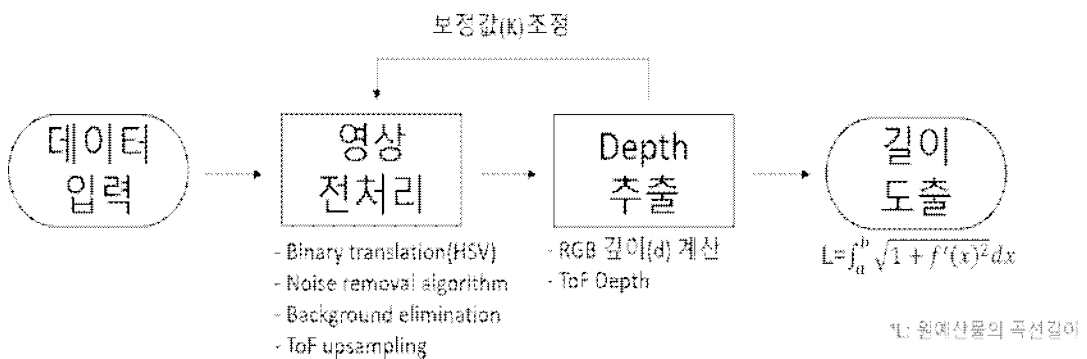 보정값(K)조정
데이터
입력
영상
전처리
- Binary translation(HSV)
- Noise removal algorithm
- Background elimination
- ToF upsampling
Depth
추출
- RGB 깊이(d) 계산
- ToF Depth
길이
도출
L=∫ₐᵇ √1 + f′(x)² dx
*L: 원예산물의 곡선길이